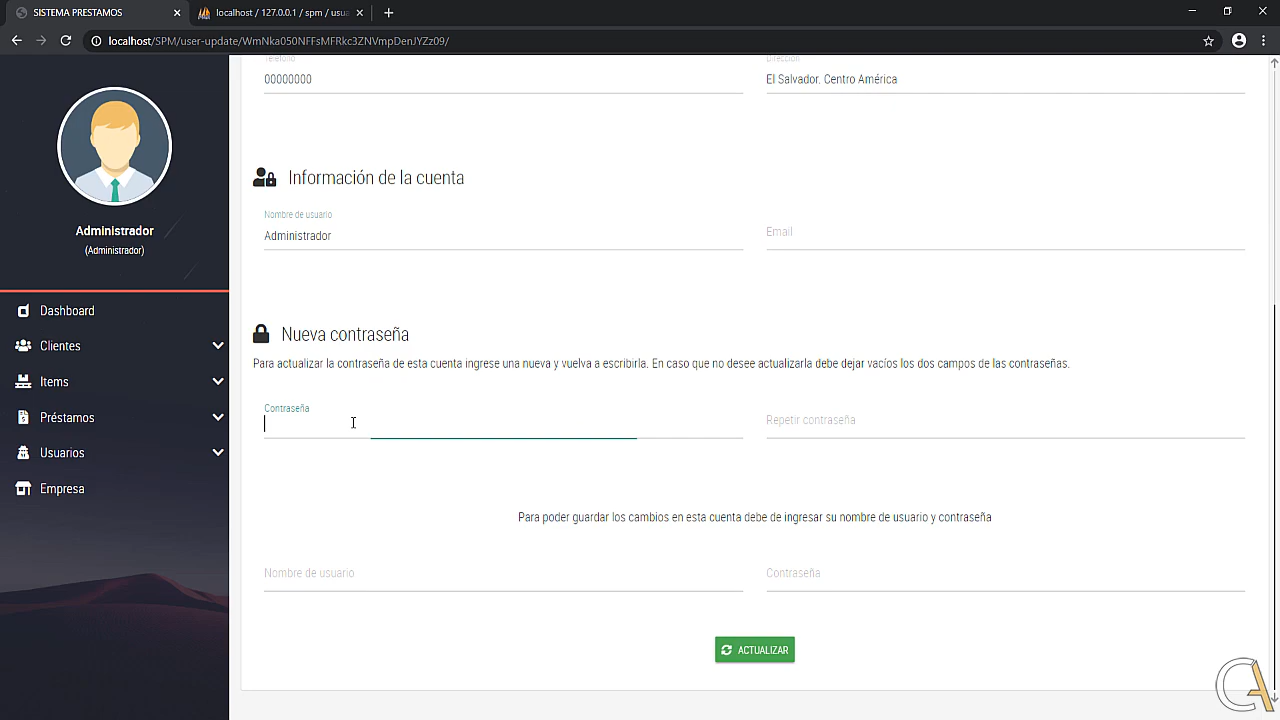 SISTEMA PRESTAMOS
localhost / 127.0.0.1 / spm / usua
localhost/SPM/user-update/WmNka050NFFsMFRkc3ZNVmpDenJYZz09/
Teléfono
Dirección
00000000
El Salvador. Centro América
Información de la cuenta
Nombre de usuario
Administrador
Email
Administrador
(Administrador)
Dashboard
Clientes
Items
Préstamos
Usuarios
Empresa
Nueva contraseña
Para actualizar la contraseña de esta cuenta ingrese una nueva y vuelva a escribirla. En caso que no desee actualizarla debe dejar vacíos los dos campos de las contraseñas.
Contraseña
Repetir contraseña
Para poder guardar los cambios en esta cuenta debe de ingresar su nombre de usuario y contraseña
Nombre de usuario
Contraseña
ACTUALIZAR
CA